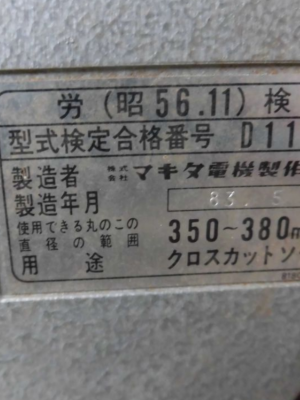 労(昭56.11)検
型式検定合格番号 D11
製造者 株式会社 マキタ電機製作
製造年月 83. 5
使用できる丸のこの直径の範囲 350~380m
用途 クロスカットソ